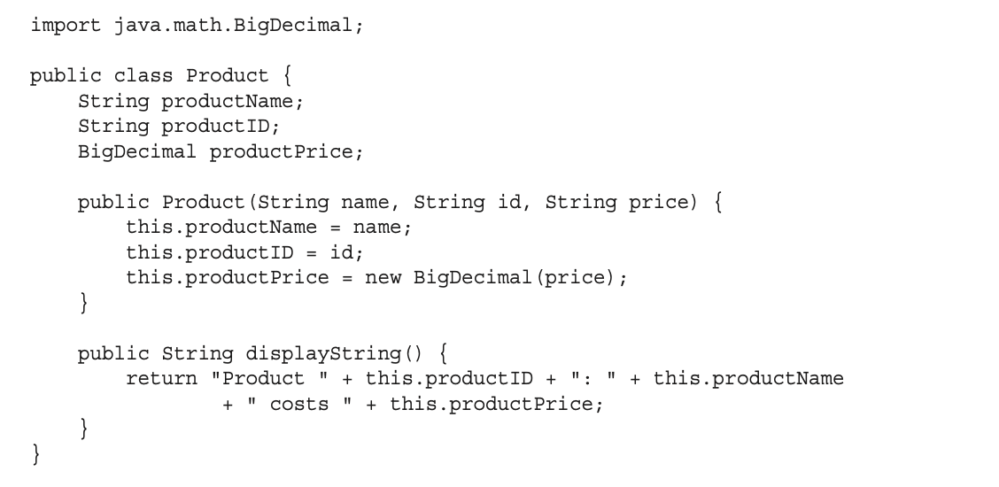 import java.math.BigDecimal;
public class Product {
    String productName;
    String productID;
    BigDecimal productPrice;
    public Product(String name, String id, String price) {
        this.productName = name;
        this.productID = id;
        this.productPrice = new BigDecimal(price);
    }
    public String displayString() {
        return "Product " + this.productID + ": " + this.productName
                + " costs " + this.productPrice;
    }
}